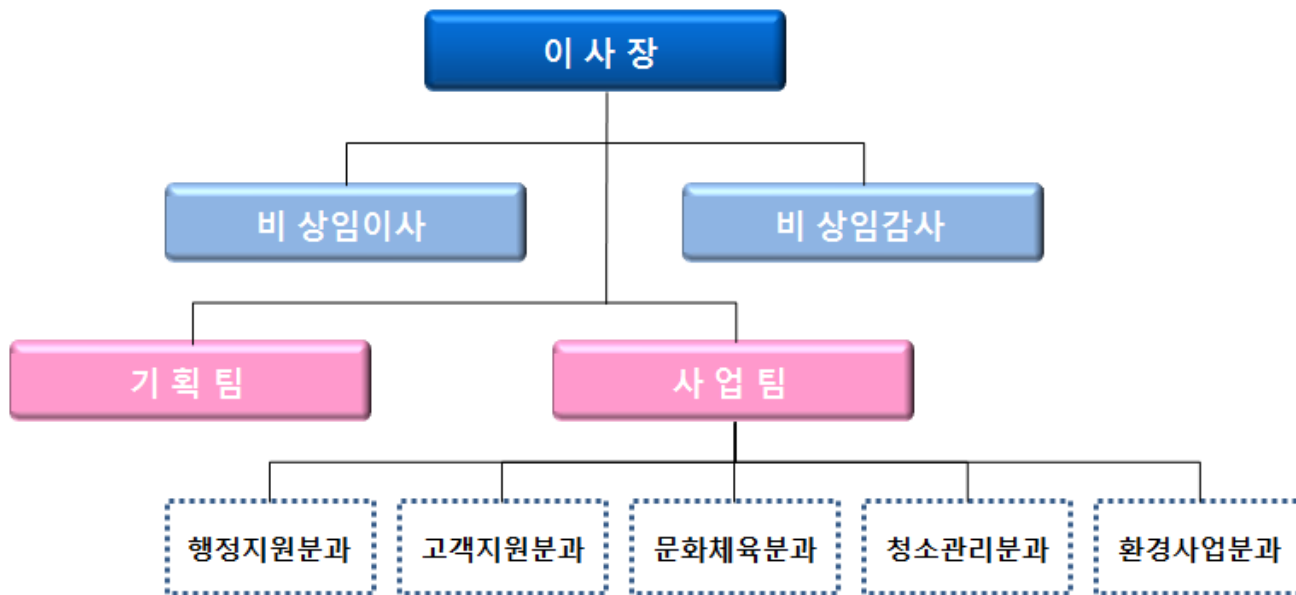 이 사 장
비 상임이사
비 상임감사
기 획 팀
사 업 팀
행정지원분과
고객지원분과
문화체육분과
청소관리분과
환경사업분과